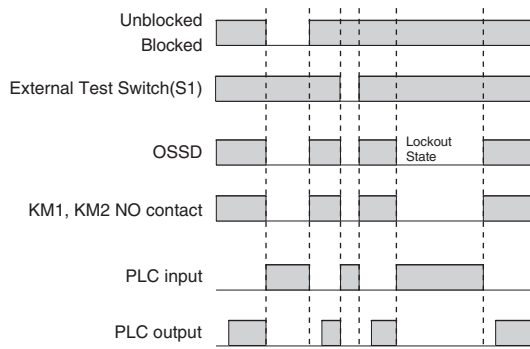 Unblocked
Blocked
External Test Switch(S1)
OSSD
Lockout
State
KM1, KM2 NO contact
PLC input
PLC output